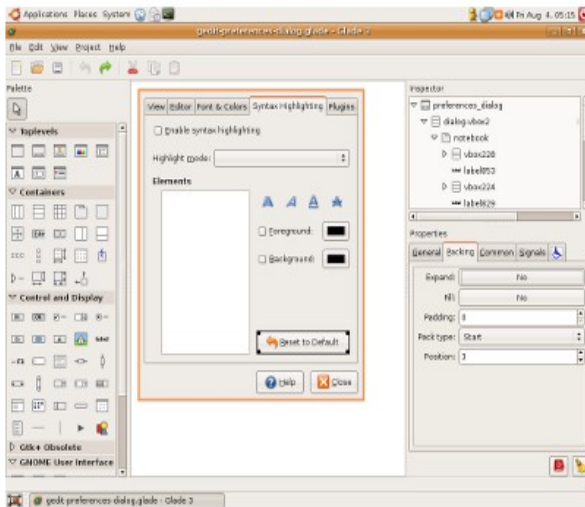 Applications Places System
Fri Aug 4, 05:15
gedit-preferences-dialog.glade - Glade 3
File Edit View Project Help
Palette
Toplevels
Containers
Control and Display
label
Gtk+ Obsolete
GNOME User Interface
View Editor Font & Colors Syntax Highlighting Plugins
Enable syntax highlighting
Highlight mode:
Elements
A A A A
Foreground:
Background:
Reset to Default
Help Close
Inspector
preferences_dialog
dialog-vbox2
notebook
vbox228
label853
vbox224
label829
Properties
General Packing Common Signals
Expand: No
Fill: No
Padding: 0
Pack type: Start
Position: 3
gedit-preferences-dialog.glade - Glade 3